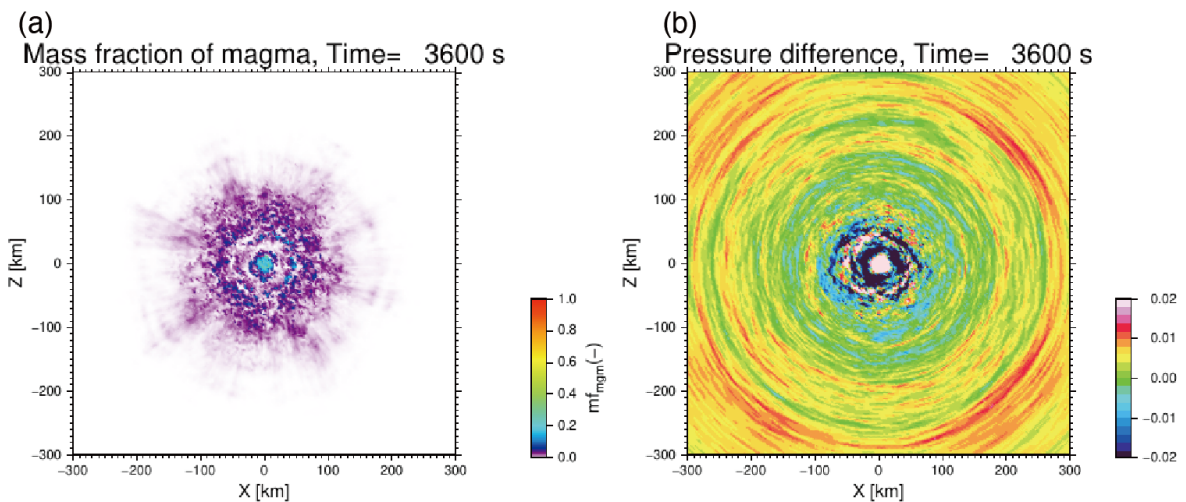 (a)
Mass fraction of magma, Time= 3600 s
300
200
100
0
−100
−200
−300
Z [km]
−300 −200 −100 0 100 200 300
X [km]
1.0
0.8
0.6
0.4
0.2
0.0
mf_mgm(−)
(b)
Pressure difference, Time= 3600 s
300
200
100
0
−100
−200
−300
Z [km]
−300 −200 −100 0 100 200 300
X [km]
0.02
0.01
0.00
−0.01
−0.02